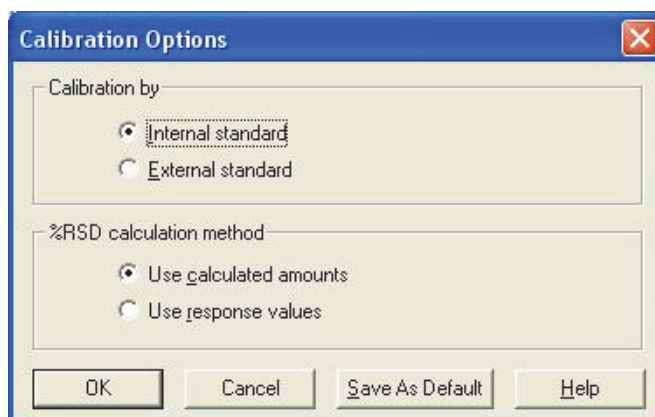 Calibration Options
Calibration by
Internal standard
External standard
%RSD calculation method
Use calculated amounts
Use response values
OK Cancel Save As Default Help